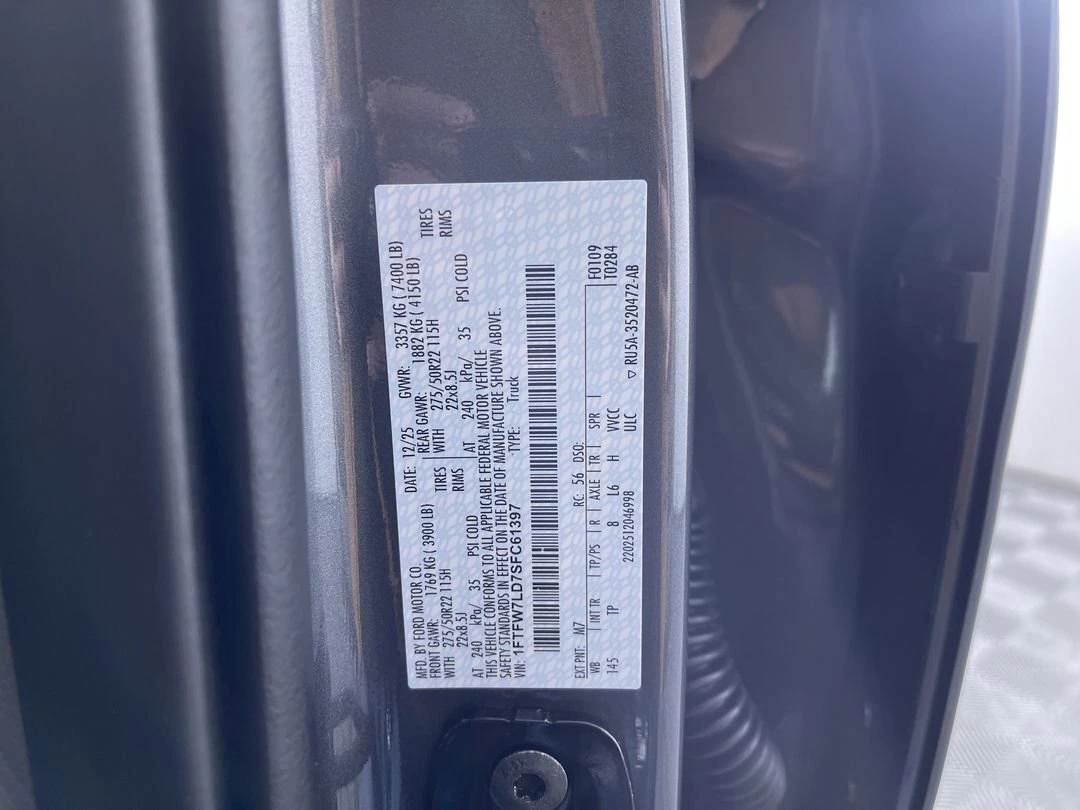 MFD. BY FORD MOTOR CO.
DATE: 12/25 GVWR: 3357 KG ( 7400 LB)
FRONT GAWR: 1769 KG ( 3900 LB) REAR GAWR: 1882 KG ( 4150 LB)
WITH 275/50R22 115H TIRES WITH 275/50R22 115H TIRES
22x8.5J RIMS 22x8.5J RIMS
AT 240 kPa/ 35 PSI COLD AT 240 kPa/ 35 PSI COLD
THIS VEHICLE CONFORMS TO ALL APPLICABLE FEDERAL MOTOR VEHICLE
SAFETY STANDARDS IN EFFECT ON THE DATE OF MANUFACTURE SHOWN ABOVE.
VIN: 1FTFW7LD7SFC61397 TYPE: Truck
EXT PNT: M7 RC: 56 DSO: F0109
WB INT TR TP/PS R AXLE TR SPR T0284
145 TP 8 L6 H VVCC
2202512046998 ULC ▽ RU5A-3520472-AB